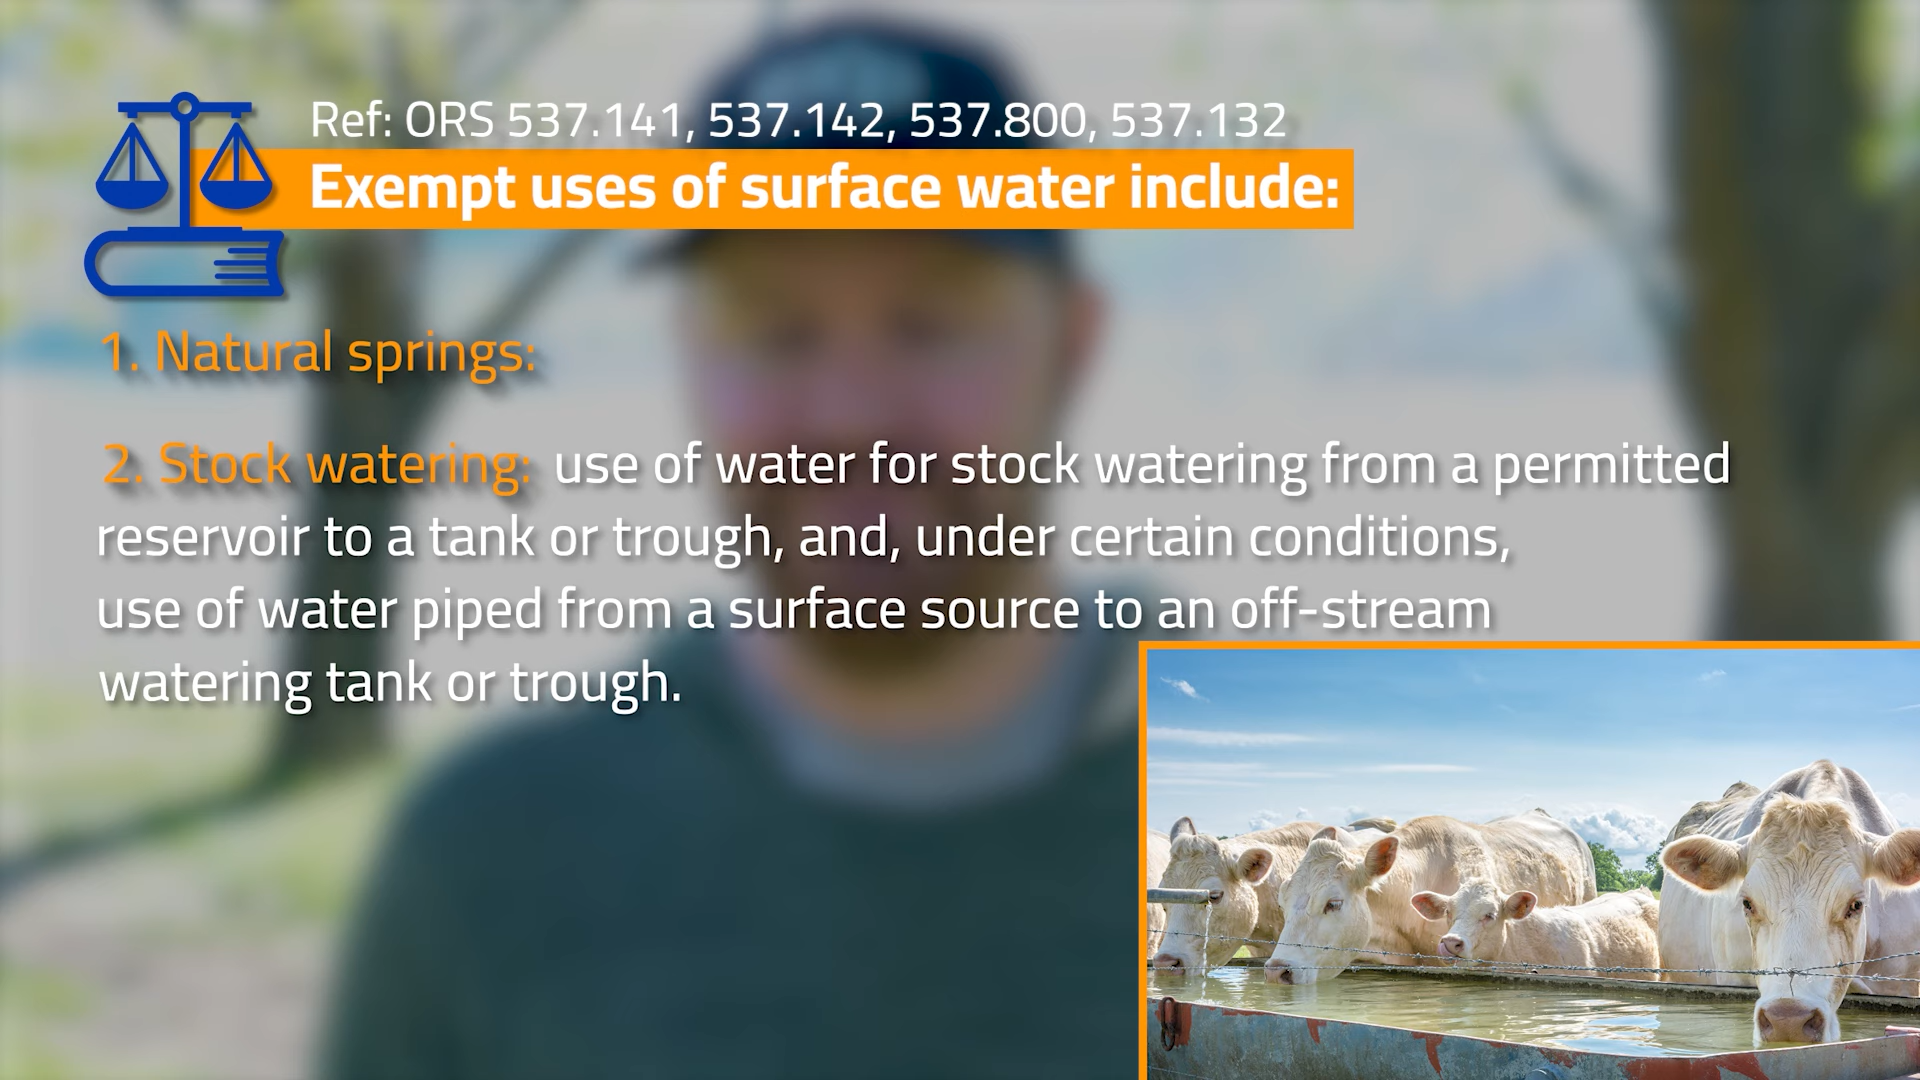 Ref: ORS 537.141, 537.142, 537.800, 537.132
Exempt uses of surface water include:
1. Natural springs:
2. Stock watering: use of water for stock watering from a permitted
reservoir to a tank or trough, and, under certain conditions,
use of water piped from a surface source to an off-stream
watering tank or trough.